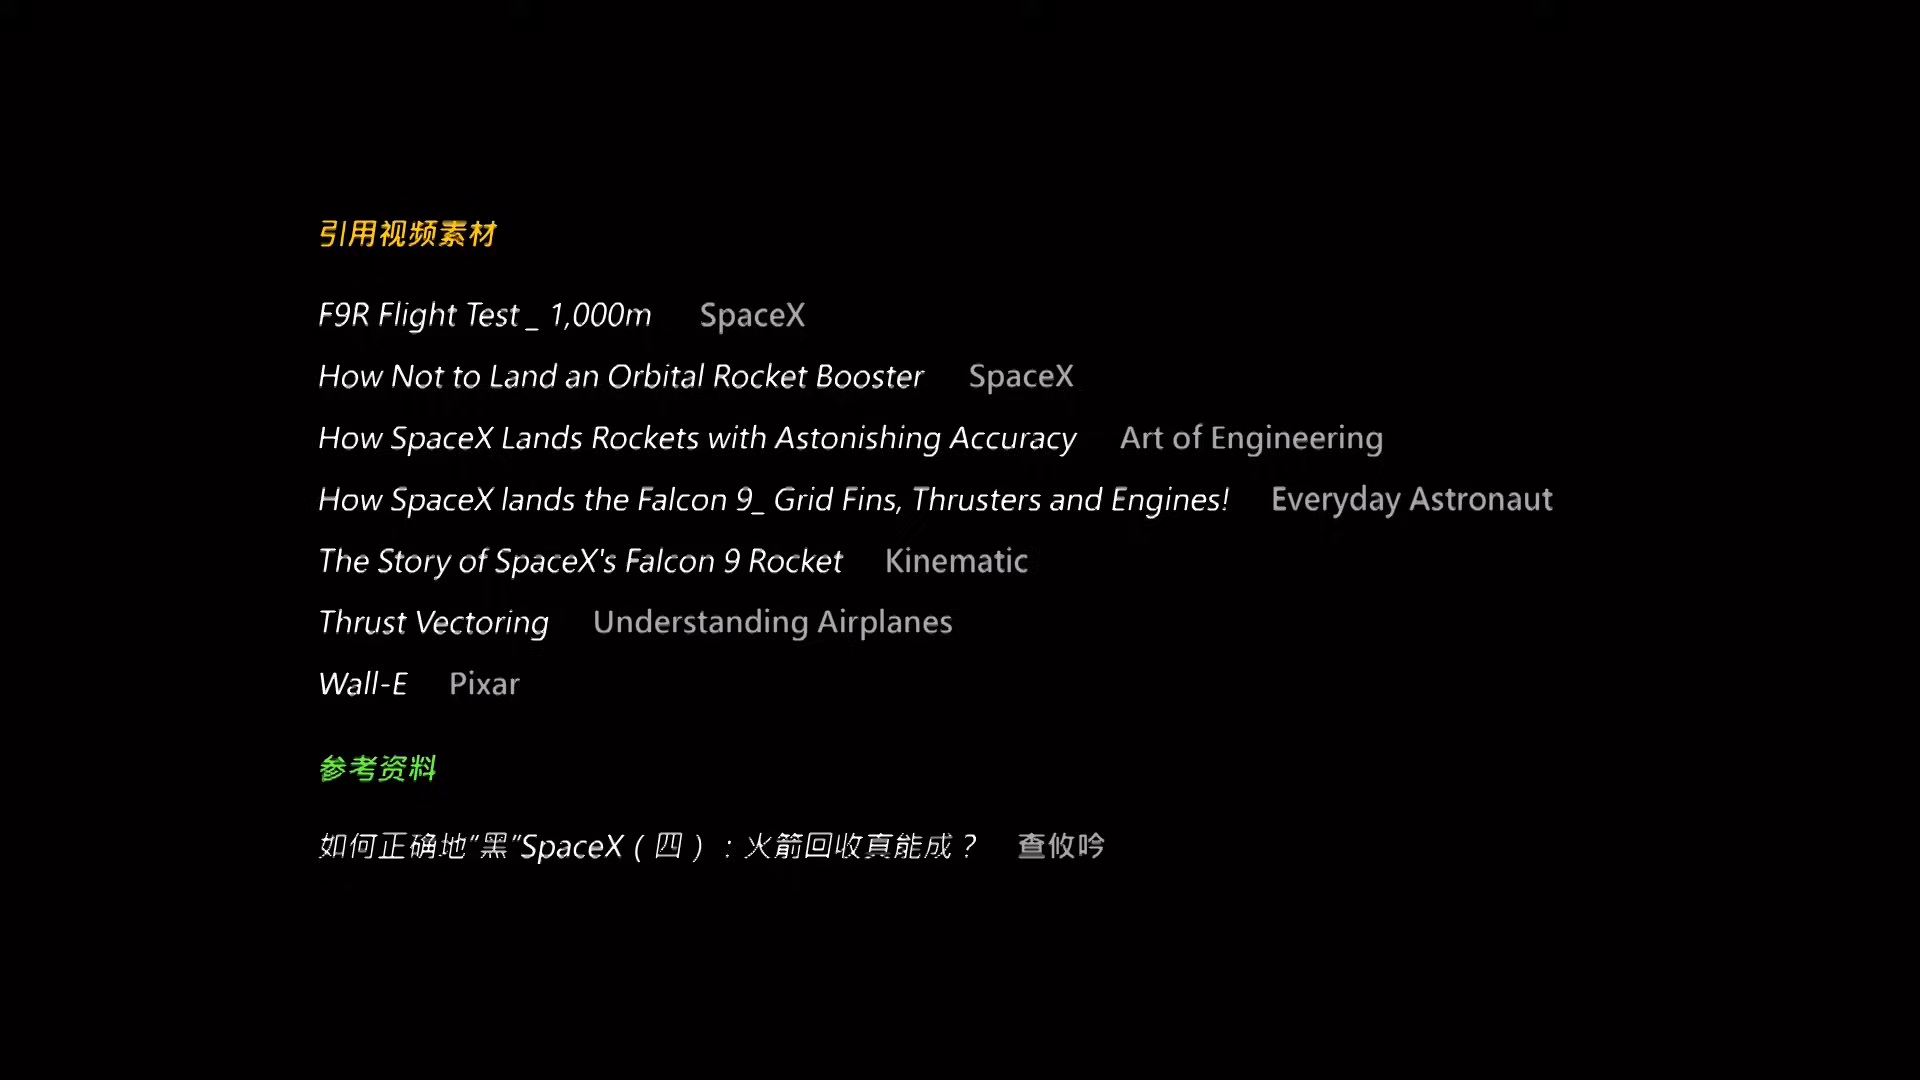 引用视频素材
F9R Flight Test _ 1,000m SpaceX
How Not to Land an Orbital Rocket Booster SpaceX
How SpaceX Lands Rockets with Astonishing Accuracy Art of Engineering
How SpaceX lands the Falcon 9_ Grid Fins, Thrusters and Engines! Everyday Astronaut
The Story of SpaceX's Falcon 9 Rocket Kinematic
Thrust Vectoring Understanding Airplanes
Wall-E Pixar
参考资料
如何正确地“黑”SpaceX（四）：火箭回收真能成？ 查攸吟